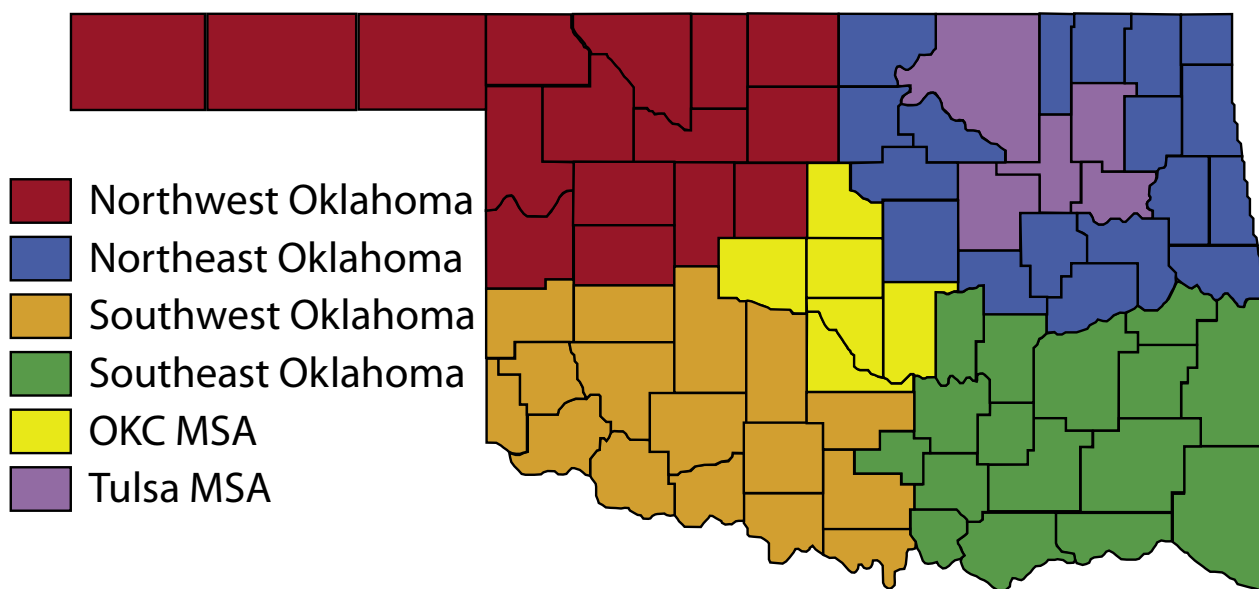 Northwest Oklahoma
Northeast Oklahoma
Southwest Oklahoma
Southeast Oklahoma
OKC MSA
Tulsa MSA